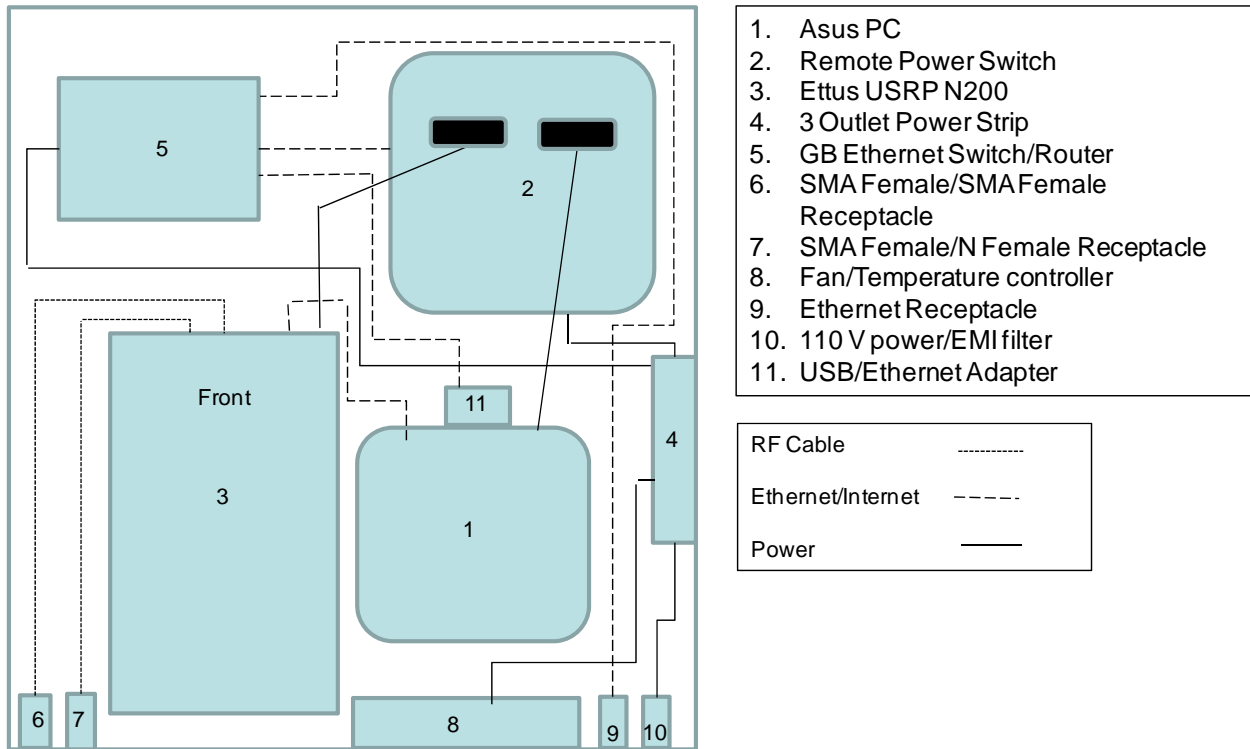 5
2
Front
3
11
4
1
6
7
8
9
10
1. Asus PC
2. Remote Power Switch
3. Ettus USRP N200
4. 3 Outlet Power Strip
5. GB Ethernet Switch/Router
6. SMA Female/SMA Female
Receptacle
7. SMA Female/N Female Receptacle
8. Fan/Temperature controller
9. Ethernet Receptacle
10. 110 V power/EMI filter
11. USB/Ethernet Adapter
RF Cable
Ethernet/Internet
Power